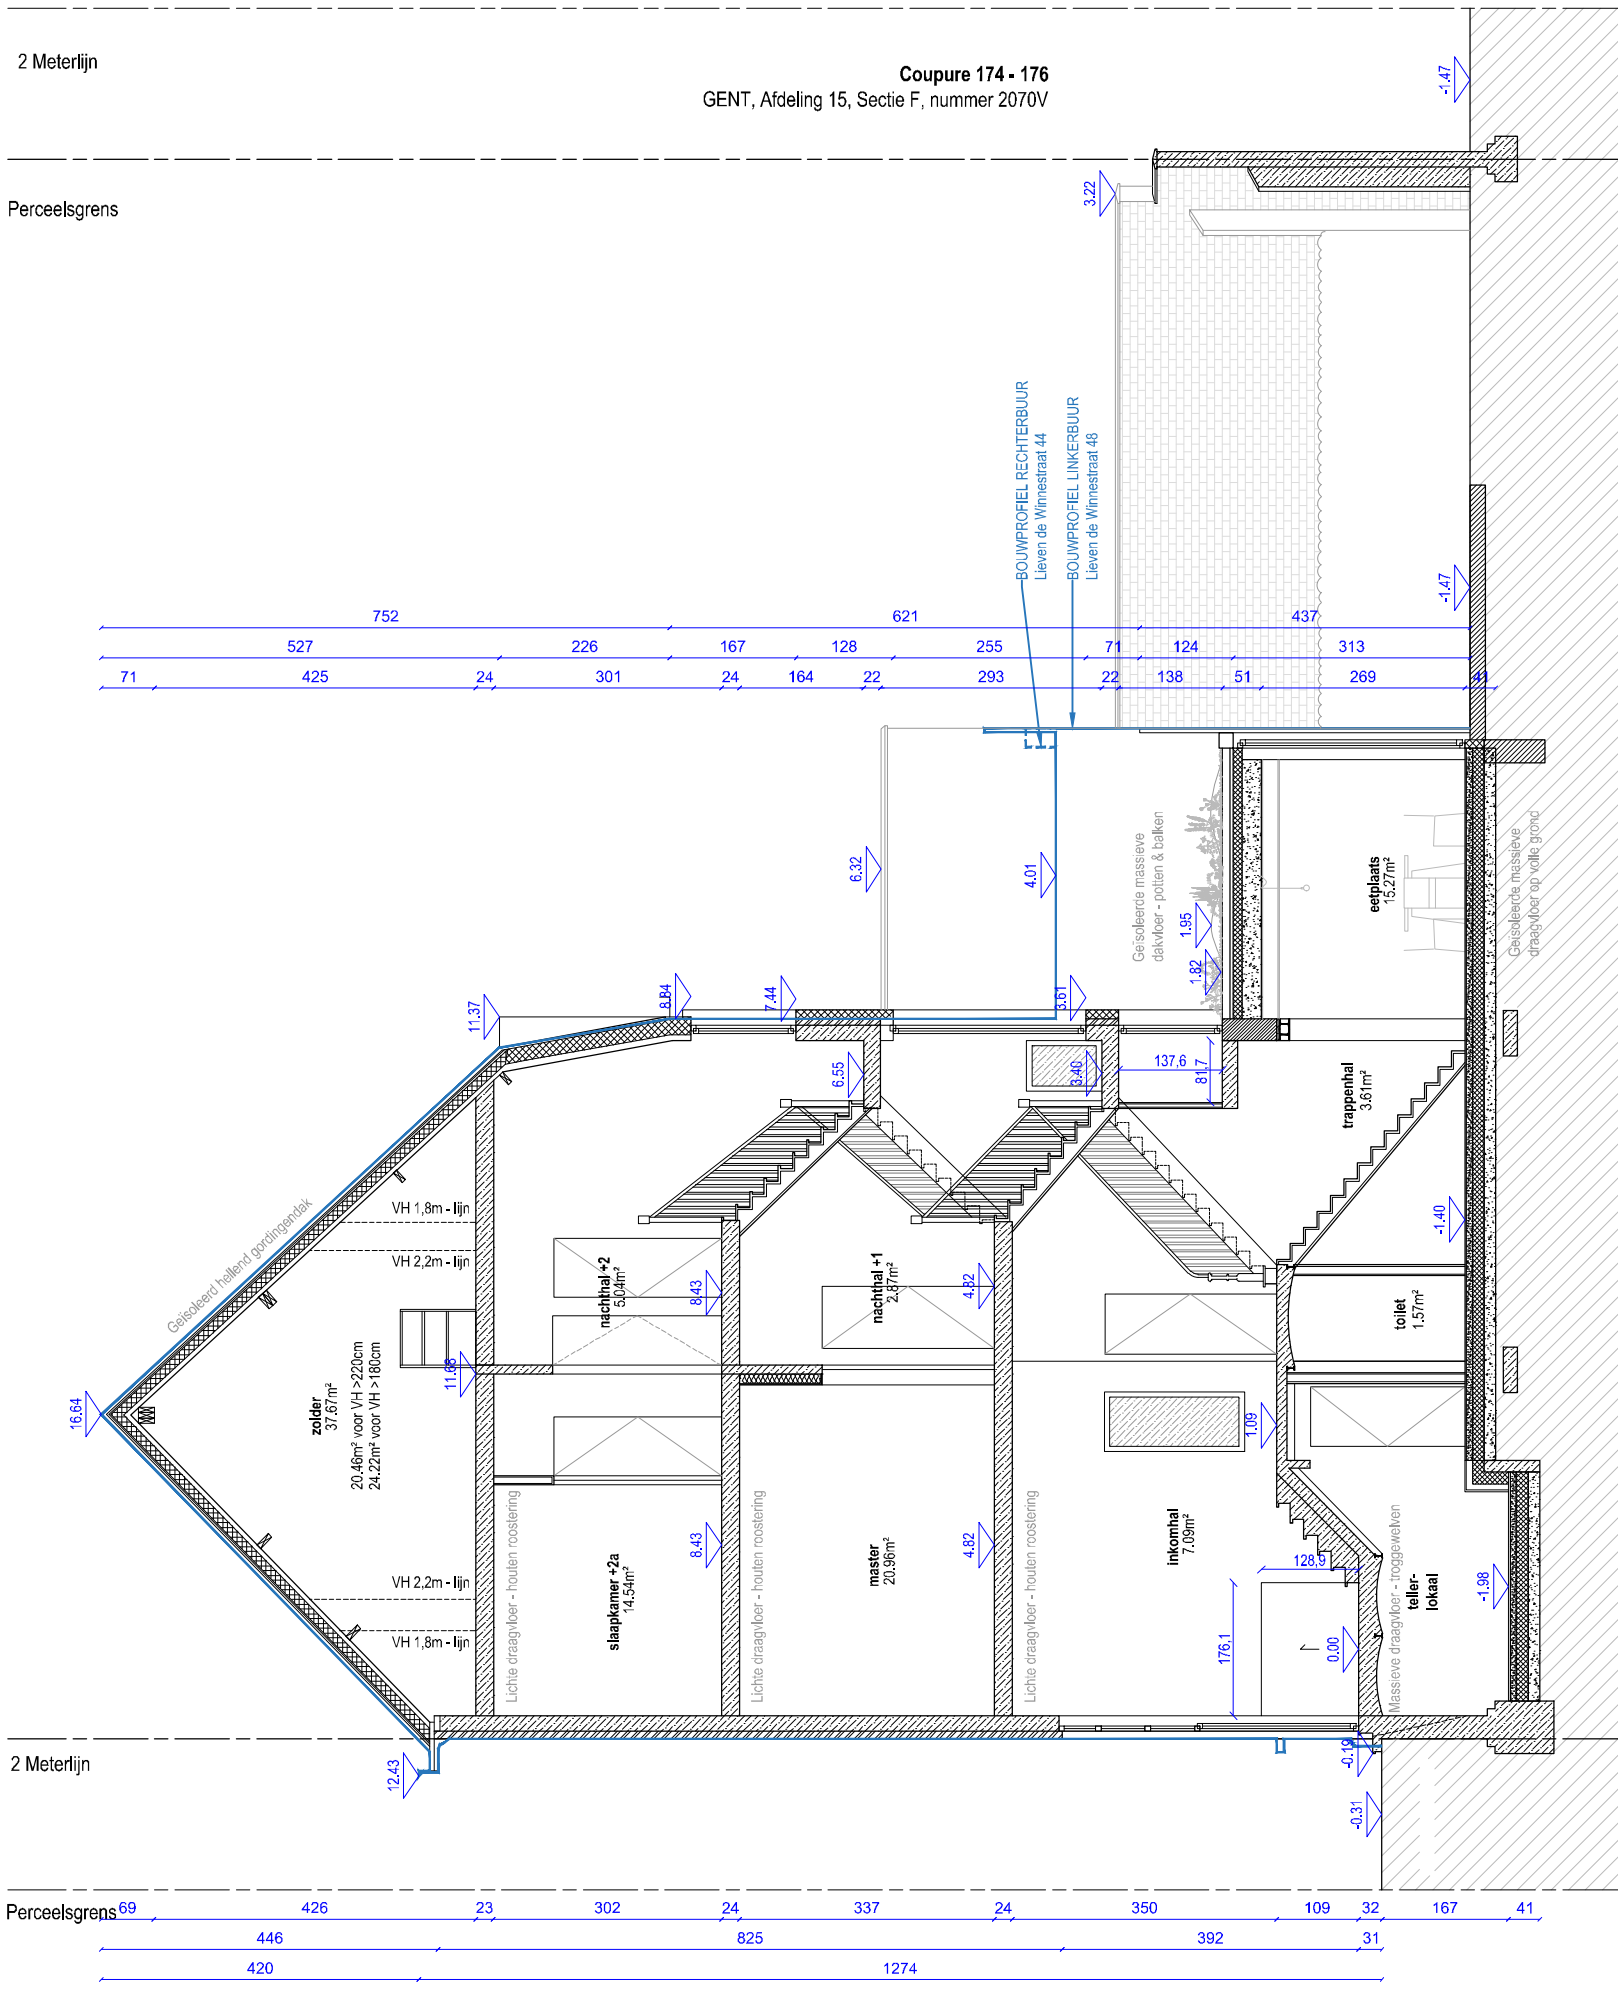 2 Meterlijn
Coupure 174 - 176
GENT, Afdeling 15, Sectie F, nummer 2070V
-1.47
Perceelsgrens
3.22
BOUWPROFIEL RECHTERBUUR
Lieven de Winnestraat 44
BOUWPROFIEL LINKERBUUR
Lieven de Winnestraat 48
-1.47
752 621 437
527 226 167 128 255 71 124 313
71 425 24 301 24 164 22 293 22 138 51 269 41
6.32
4.01
Geïsoleerde massieve
dakvloer - potten & balken
1.95
1.82
eetplaats
15.27m²
Geïsoleerde massieve
draagvloer op volle grond
11.37
8.84
7.44
3.61
6.55
3.40
137,6
81,7
trappenhal
3.61m²
Geïsoleerd hellend gordingendak
VH 1,8m - lijn
VH 2,2m - lijn
nachthal +2
5.04m²
8.43
nachthal +1
2.87m²
4.82
-1.40
toilet
1.57m²
16.64
zolder
37.67m²
20.46m² voor VH >220cm
24.22m² voor VH >180cm
11.68
1.09
Lichte draagvloer - houten roostering
slaapkamer +2a
14.54m²
8.43
Lichte draagvloer - houten roostering
master
20.96m²
4.82
Lichte draagvloer - houten roostering
inkomhal
7.09m²
128,9
176,1
0.00
Massieve draagvloer - troggewelven
teller-
lokaal
-1.98
VH 2,2m - lijn
VH 1,8m - lijn
2 Meterlijn
12.43
-0.19
-0.31
Perceelsgrens
69 426 23 302 24 337 24 350 109 32 167 41
446 825 392 31
420 1274